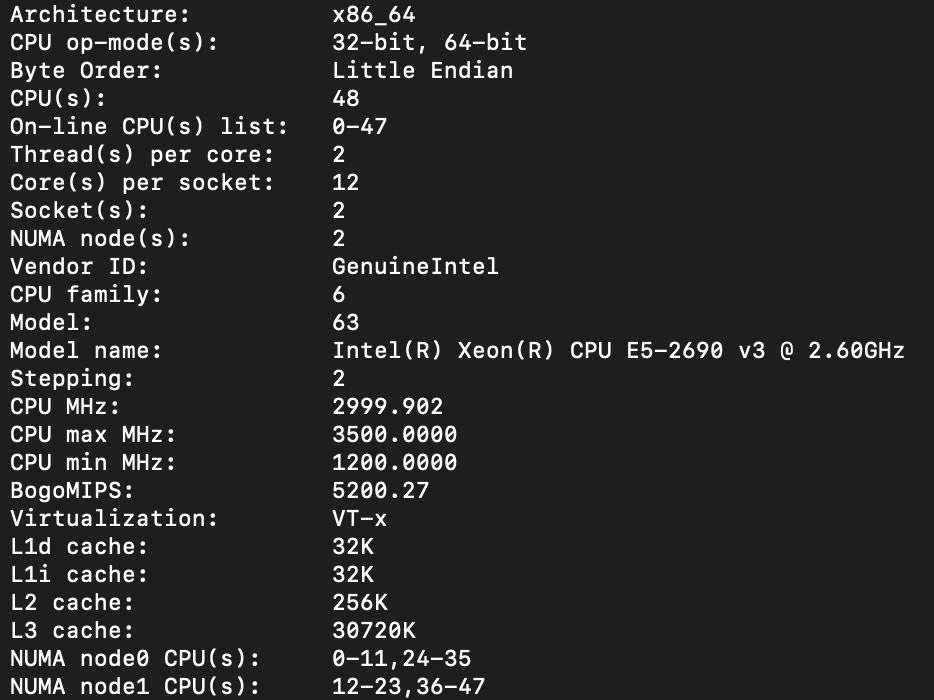 Architecture: x86_64
CPU op-mode(s): 32-bit, 64-bit
Byte Order: Little Endian
CPU(s): 48
On-line CPU(s) list: 0-47
Thread(s) per core: 2
Core(s) per socket: 12
Socket(s): 2
NUMA node(s): 2
Vendor ID: GenuineIntel
CPU family: 6
Model: 63
Model name: Intel(R) Xeon(R) CPU E5-2690 v3 @ 2.60GHz
Stepping: 2
CPU MHz: 2999.902
CPU max MHz: 3500.0000
CPU min MHz: 1200.0000
BogoMIPS: 5200.27
Virtualization: VT-x
L1d cache: 32K
L1i cache: 32K
L2 cache: 256K
L3 cache: 30720K
NUMA node0 CPU(s): 0-11,24-35
NUMA node1 CPU(s): 12-23,36-47